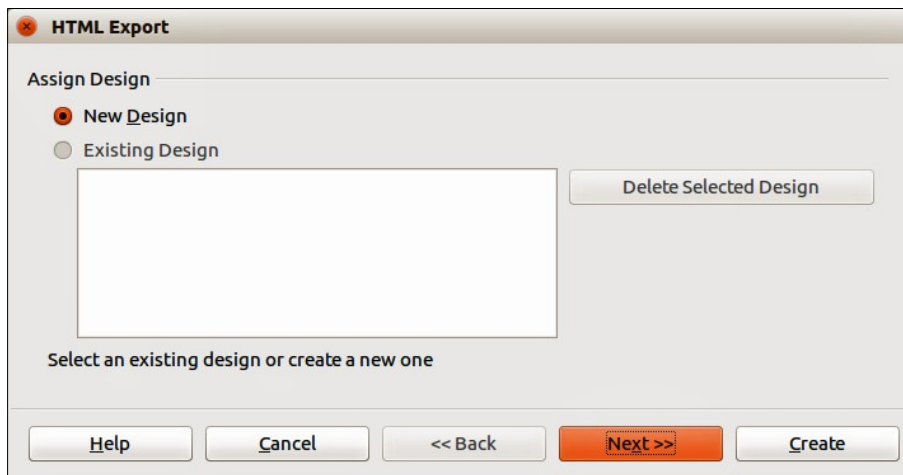 HTML Export
Assign Design
New Design
Existing Design
Delete Selected Design
Select an existing design or create a new one
Help
Cancel
<< Back
Next >>
Create